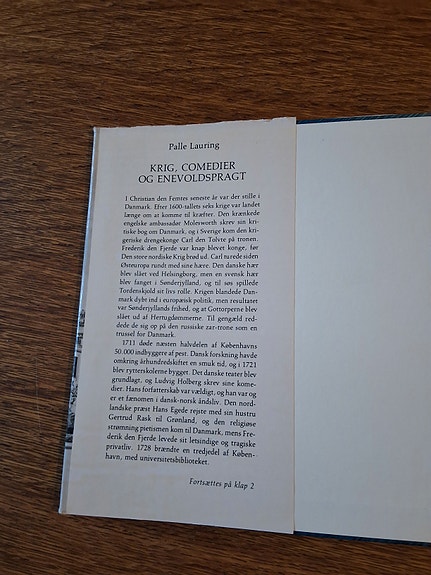 Palle Lauring
KRIG, COMEDIER
OG ENEVOLDSPRAGT
I Christian den Femtes seneste år var der stille i
Danmark. Efter 1600-tallets seks krige var landet
længe om at komme til kræfter. Den krænkede
engelske ambassadør Molesworth skrev sin kri-
tiske bog om Danmark, og i Sverige kom den kri-
geriske drengekonge Carl den Tolvte på tronen.
Frederik den Fjerde var knap blevet konge, før
Den store nordiske Krig brød ud. Carl turede siden
Østeuropa rundt med sine hære. Den danske hær
blev slået ved Helsingborg, men en svensk hær
blev fanget i Sønderjylland, og til søs spillede
Tordenskjold sit livs rolle. Krigen blandede Dan-
mark dybt ind i europæisk politik, men resultatet
var Sønderjyllands frihed, og at Gottorperne blev
slået ud af Hertugdømmerne. Til gengæld red-
dede de sig op på den russiske zar-trone som en
trussel for Danmark.
1711 døde næsten halvdelen af Københavns
50.000 indbyggere af pest. Dansk forskning havde
omkring århundredskiftet en smuk tid, og i 1721
blev rytterskolerne bygget. Det danske teater blev
grundlagt, og Ludvig Holberg skrev sine kome-
dier. Hans forfatterskab var vældigt, og han var og
er et fænomen i dansk-norsk åndsliv. Den nord-
landske præst Hans Egede rejste med sin hustru
Gertrud Rask til Grønland, og den religiøse
strømning pietismen kom til Danmark, mens Fre-
derik den Fjerde levede sit letsindige og tragiske
privatliv. 1728 brændte en tredjedel af Køben-
havn, med universitetsbiblioteket.
Fortsættes på klap 2